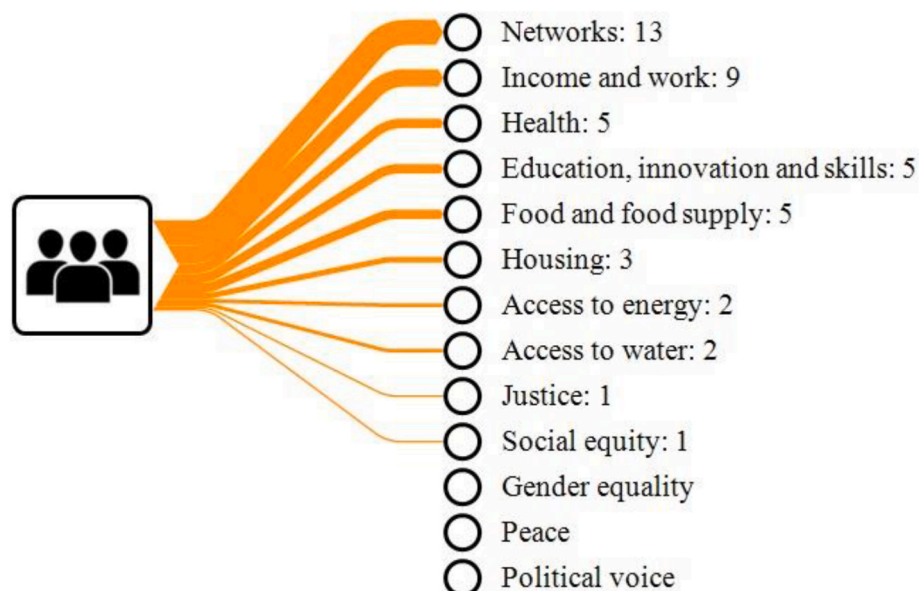 Networks: 13
Income and work: 9
Health: 5
Education, innovation and skills: 5
Food and food supply: 5
Housing: 3
Access to energy: 2
Access to water: 2
Justice: 1
Social equity: 1
Gender equality
Peace
Political voice